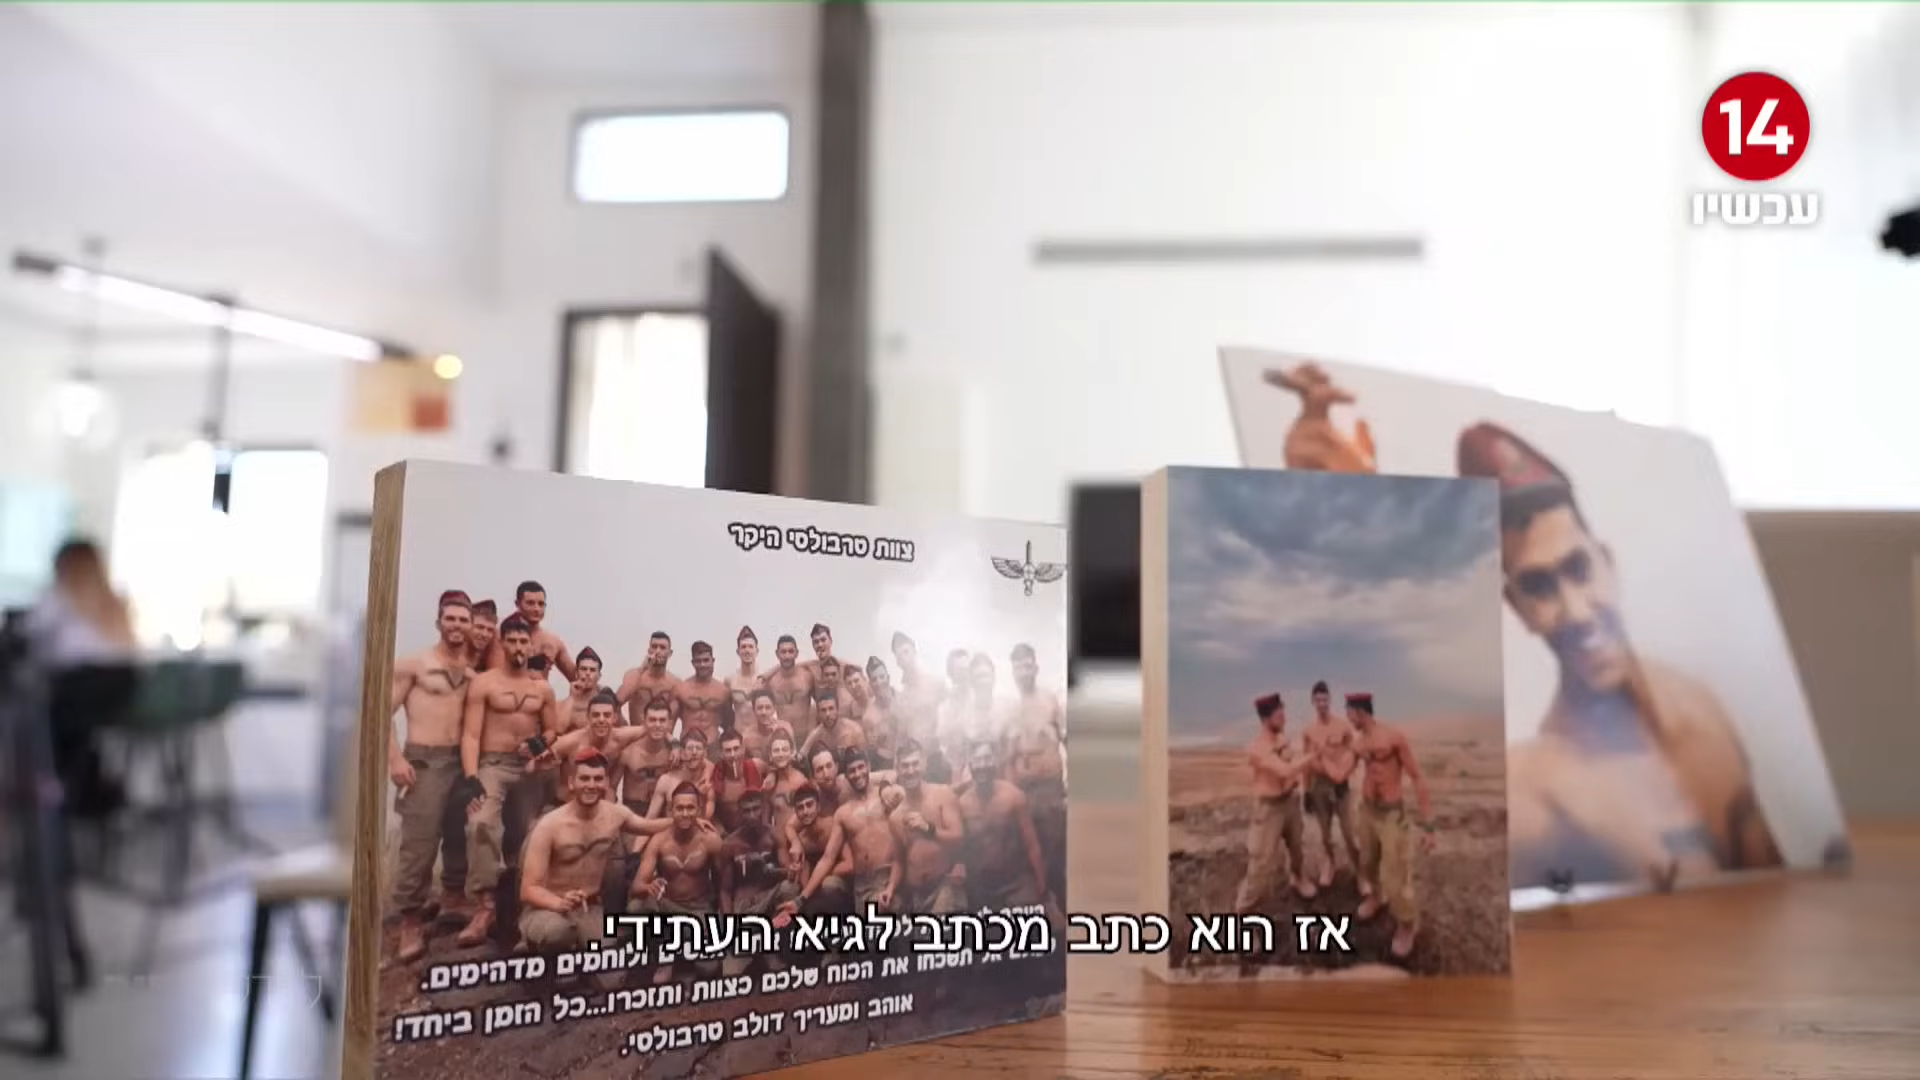 14
עכשיו
צוות טרבולסי היקר
אז הוא כתב מכתב לגיא העתידי.
ולוחמים מדהימים.
אל תשכחו את הכוח שלכם כצוות ותזכרו...כל הזמן ביחד!
אוהב ומעריך דולב טרבולסי.